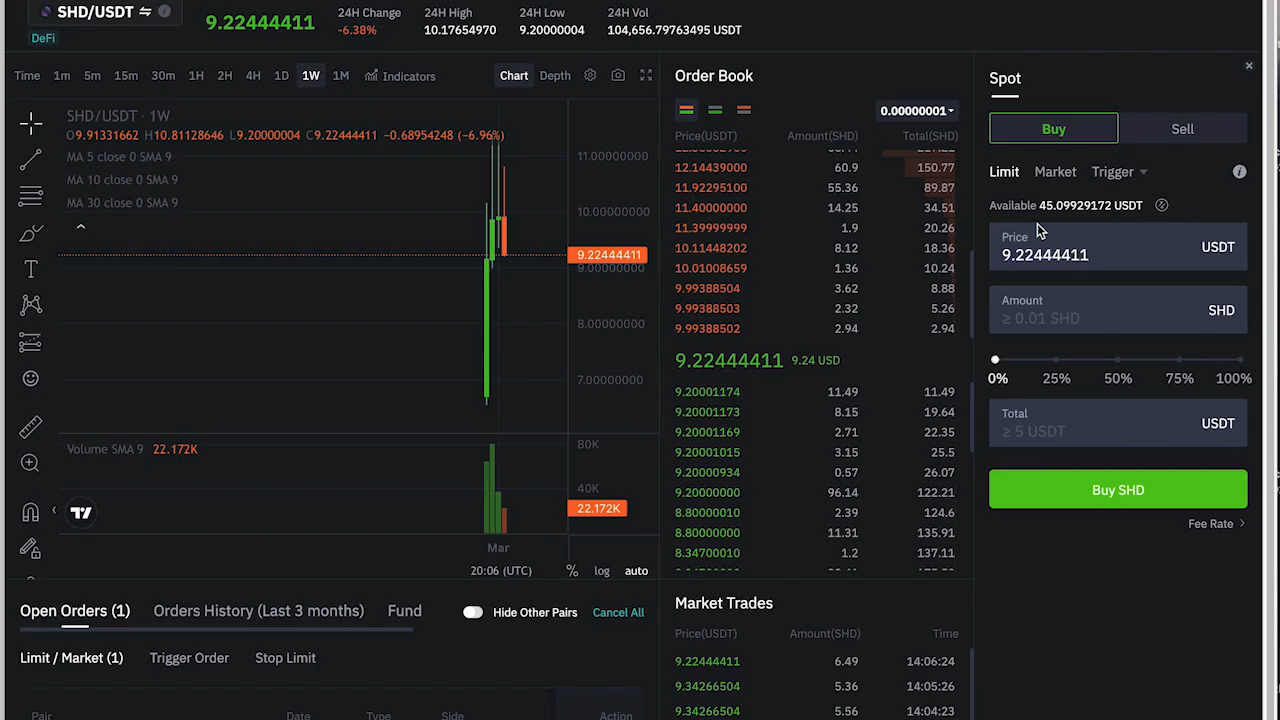 SHD/USDT
DeFi
9.22444411
24H Change
-6.38%
24H High
10.17654970
24H Low
9.20000004
24H Vol
104,656.79763495 USDT
Time 1m 5m 15m 30m 1H 2H 4H 1D 1W 1M Indicators
Chart Depth
SHD/USDT · 1W
O9.91331662 H10.81128646 L9.20000004 C9.22444411 −0.68954248 (−6.96%)
MA 5 close 0 SMA 9
MA 10 close 0 SMA 9
MA 30 close 0 SMA 9
11.00000000
10.00000000
9.22444411
9.00000000
8.00000000
7.00000000
Volume SMA 9 22.172K
80K
40K
22.172K
Mar
20:06 (UTC) % log auto
Order Book
0.00000001
Price(USDT) Amount(SHD) Total(SHD)
12.14439000 60.9 150.77
11.92295100 55.36 89.87
11.40000000 14.25 34.51
11.39999999 1.9 20.26
10.11448202 8.12 18.36
10.01008659 1.36 10.24
9.99388504 3.62 8.88
9.99388503 2.32 5.26
9.99388502 2.94 2.94
9.22444411 9.24 USD
9.20001174 11.49 11.49
9.20001173 8.15 19.64
9.20001169 2.71 22.35
9.20001015 3.15 25.5
9.20000934 0.57 26.07
9.20000000 96.14 122.21
8.80000010 2.39 124.6
8.80000000 11.31 135.91
8.34700010 1.2 137.11
Market Trades
Price(USDT) Amount(SHD) Time
9.22444411 6.49 14:06:24
9.34266504 5.36 14:05:26
9.34266504 5.56 14:04:23
Spot
Buy Sell
Limit Market Trigger
Available 45.09929172 USDT
Price
9.22444411 USDT
Amount
≥ 0.01 SHD SHD
0% 25% 50% 75% 100%
Total
≥ 5 USDT USDT
Buy SHD
Fee Rate
Open Orders (1) Orders History (Last 3 months) Fund
Hide Other Pairs Cancel All
Limit / Market (1) Trigger Order Stop Limit
Pair Date Type Side Action